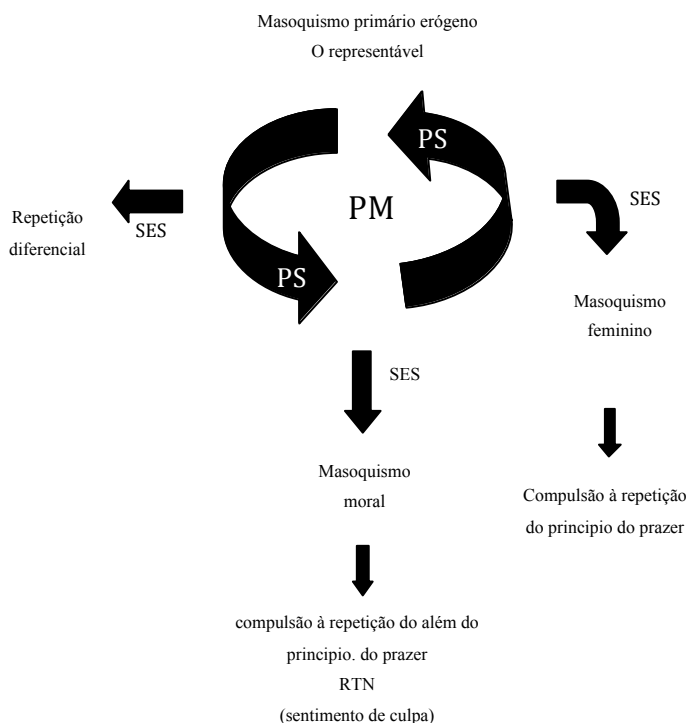 Masoquismo primário erógeno
O representável
PS
PM
SES
Repetição
diferencial
SES
PS
Masoquismo
feminino
SES
Masoquismo
moral
Compulsão à repetição
do principio do prazer
compulsão à repetição do além do
principio. do prazer
RTN
(sentimento de culpa)